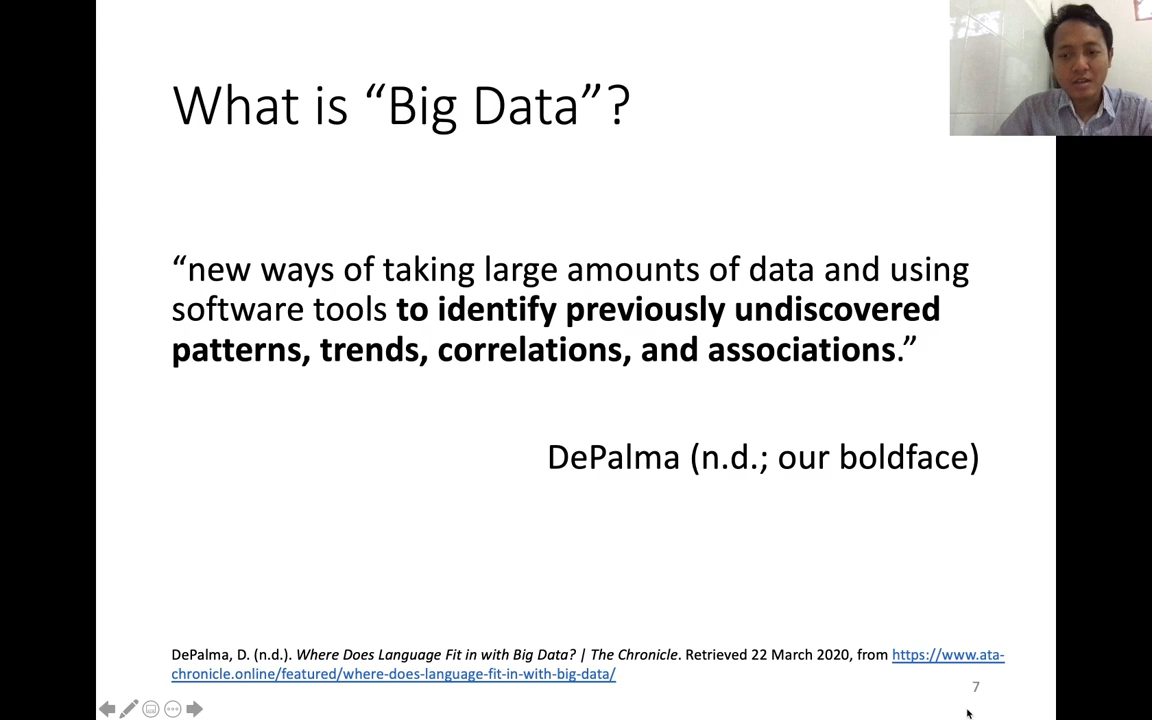 What is “Big Data”?
“new ways of taking large amounts of data and using
software tools to identify previously undiscovered
patterns, trends, correlations, and associations.”
DePalma (n.d.; our boldface)
DePalma, D. (n.d.). Where Does Language Fit in with Big Data? | The Chronicle. Retrieved 22 March 2020, from https://www.ata-
chronicle.online/featured/where-does-language-fit-in-with-big-data/
7